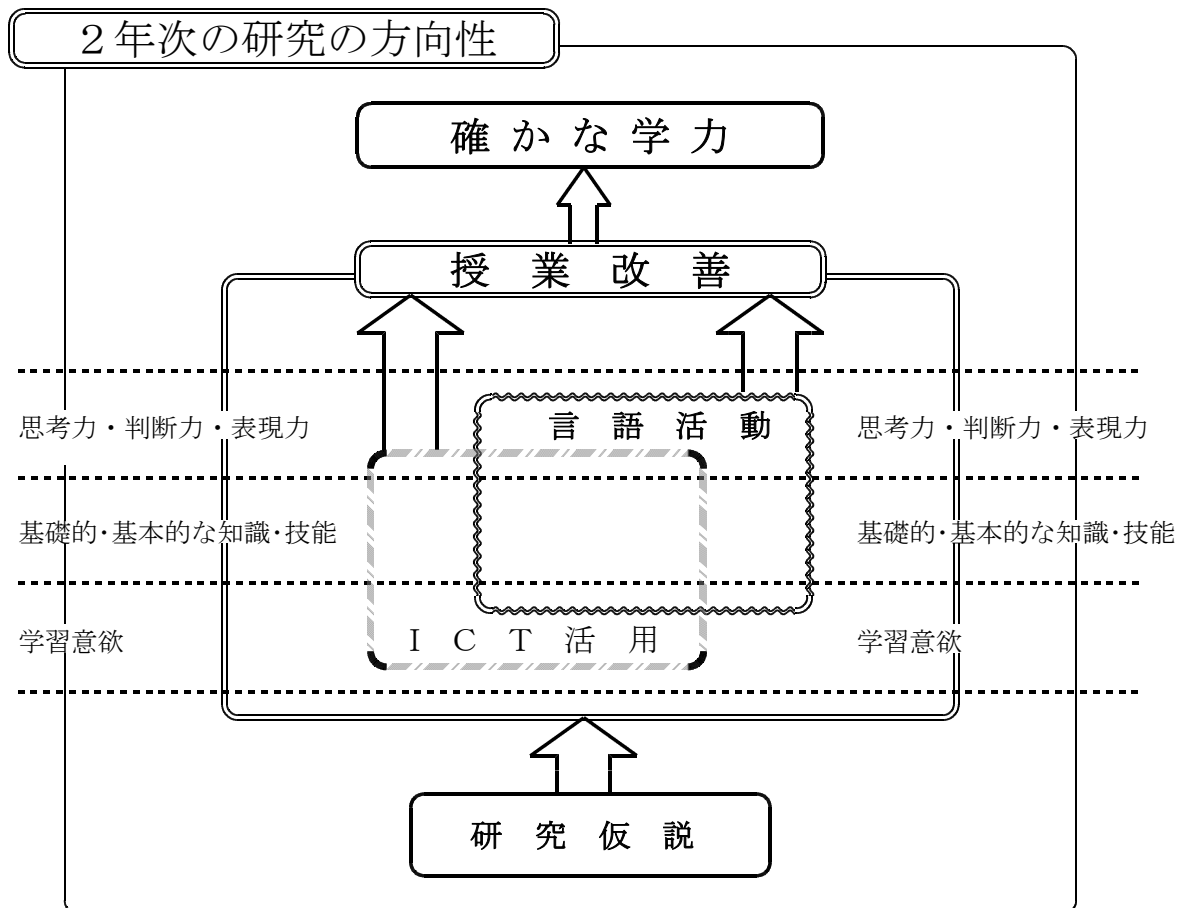 ２年次の研究の方向性
確かな学力
授業改善
言語活動
思考力・判断力・表現力
思考力・判断力・表現力
基礎的・基本的な知識・技能
基礎的・基本的な知識・技能
学習意欲
ＩＣＴ活用
学習意欲
研究仮説